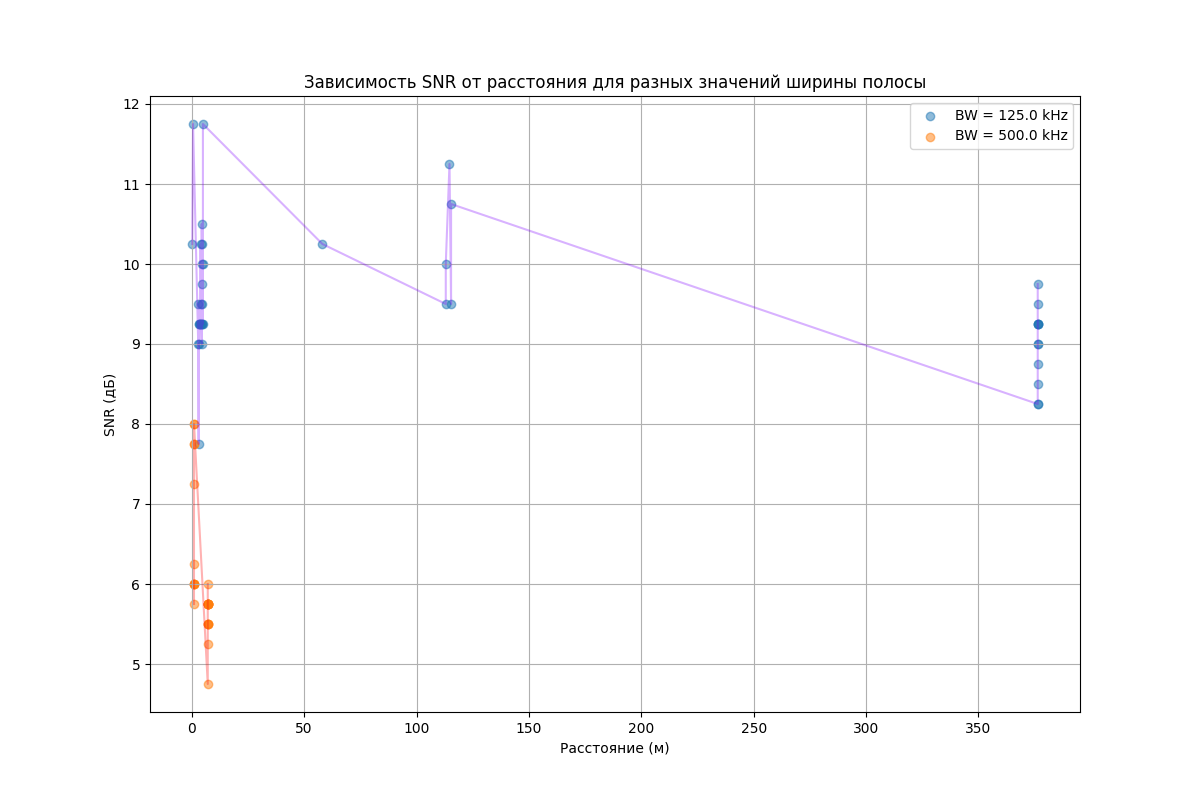 Зависимость SNR от расстояния для разных значений ширины полосы
BW = 125.0 kHz
BW = 500.0 kHz
12
11
10
9
8
7
6
5
SNR (дБ)
0 50 100 150 200 250 300 350
Расстояние (м)